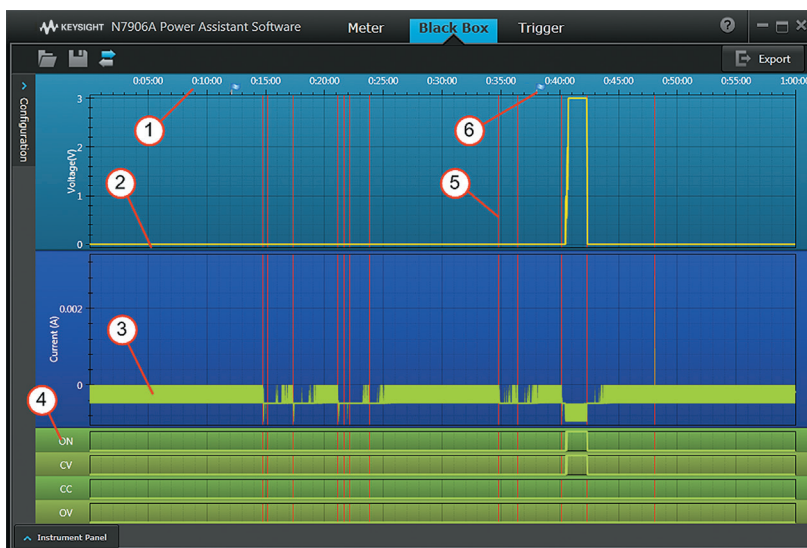 KEYSIGHT N7906A Power Assistant Software Meter Black Box Trigger ?
Export
0:05:00 0:10:00 0:15:00 0:20:00 0:25:00 0:30:00 0:35:00 0:40:00 0:45:00 0:50:00 0:55:00 1:00:00
Configuration
Voltage(V)
3
2
1
0
1
2
6
5
Current (A)
0.002
0
3
4
ON
CV
CC
OV
Instrument Panel